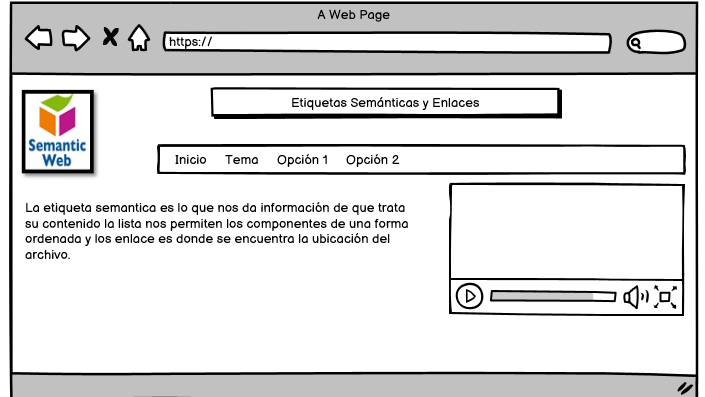 A Web Page
https://
Etiquetas Semánticas y Enlaces
Semantic
Web
Inicio Tema Opción 1 Opción 2
La etiqueta semantica es lo que nos da información de que trata
su contenido la lista nos permiten los componentes de una forma
ordenada y los enlace es donde se encuentra la ubicación del
archivo.